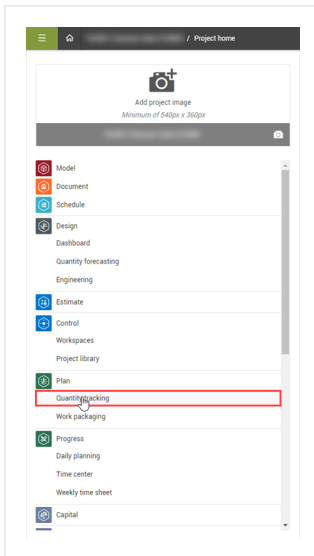 / Project home
Add project image
Minimum of 540px x 360px
Model
Document
Schedule
Design
Dashboard
Quantity forecasting
Engineering
Estimate
Control
Workspaces
Project library
Plan
Quantity tracking
Work packaging
Progress
Daily planning
Time center
Weekly time sheet
Capital